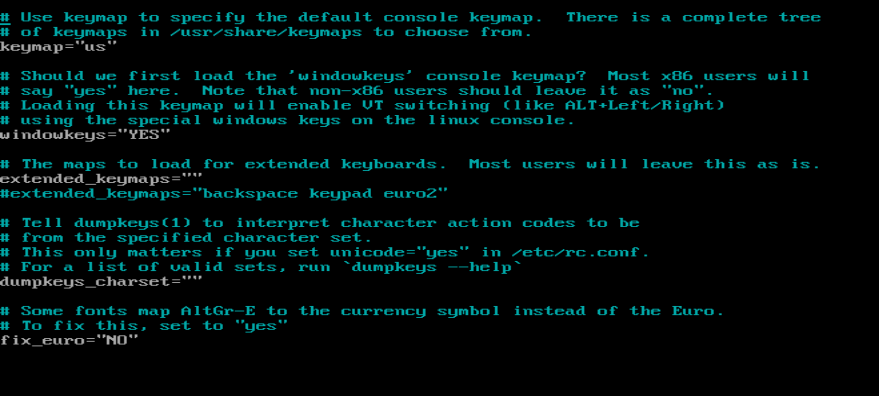 # Use keymap to specify the default console keymap.  There is a complete tree
# of keymaps in /usr/share/keymaps to choose from.
keymap="us"
# Should we first load the 'windowkeys' console keymap?  Most x86 users will
# say "yes" here.  Note that non-x86 users should leave it as "no".
# Loading this keymap will enable VT switching (like ALT+Left/Right)
# using the special windows keys on the linux console.
windowkeys="YES"
# The maps to load for extended keyboards.  Most users will leave this as is.
extended_keymaps=""
#extended_keymaps="backspace keypad euro2"
# Tell dumpkeys(1) to interpret character action codes to be
# from the specified character set.
# This only matters if you set unicode="yes" in /etc/rc.conf.
# For a list of valid sets, run `dumpkeys --help`
dumpkeys_charset=""
# Some fonts map AltGr-E to the currency symbol instead of the Euro.
# To fix this, set to "yes"
fix_euro="NO"